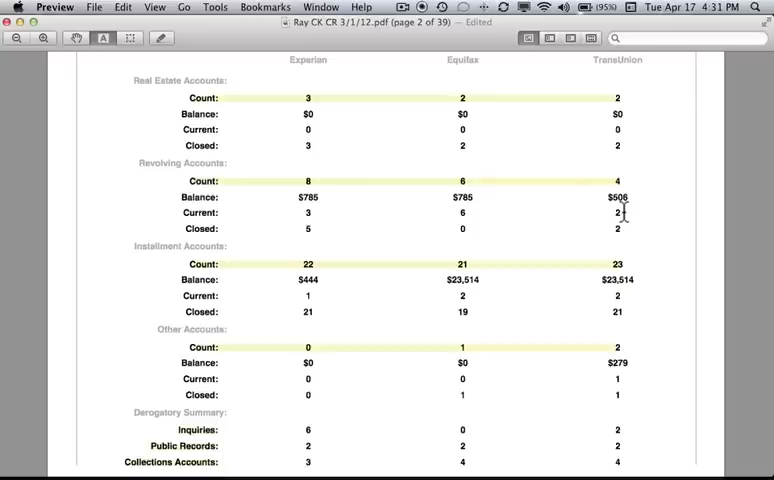 Preview File Edit View Go Tools Bookmarks Window Help (95%) Tue Apr 17 4:31 PM
Ray CK CR 3/1/12.pdf (page 2 of 39) — Edited
Experian Equifax TransUnion
Real Estate Accounts:
Count: 3 2 2
Balance: $0 $0 $0
Current: 0 0 0
Closed: 3 2 2
Revolving Accounts:
Count: 8 6 4
Balance: $785 $785 $506
Current: 3 6 2
Closed: 5 0 2
Installment Accounts:
Count: 22 21 23
Balance: $444 $23,514 $23,514
Current: 1 2 2
Closed: 21 19 21
Other Accounts:
Count: 0 1 2
Balance: $0 $0 $279
Current: 0 0 1
Closed: 0 1 1
Derogatory Summary:
Inquiries: 6 0 2
Public Records: 2 2 2
Collections Accounts: 3 4 4